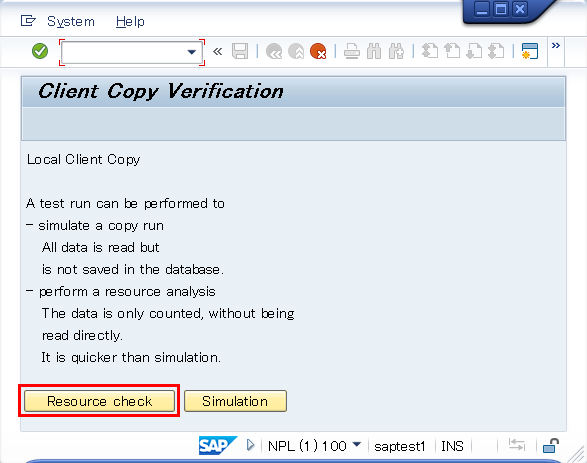 System Help
«
»
Client Copy Verification
Local Client Copy
A test run can be performed to
- simulate a copy run
All data is read but
is not saved in the database.
- perform a resource analysis
The data is only counted, without being
read directly.
It is quicker than simulation.
Resource check Simulation
SAP NPL (1) 100 saptest1 INS